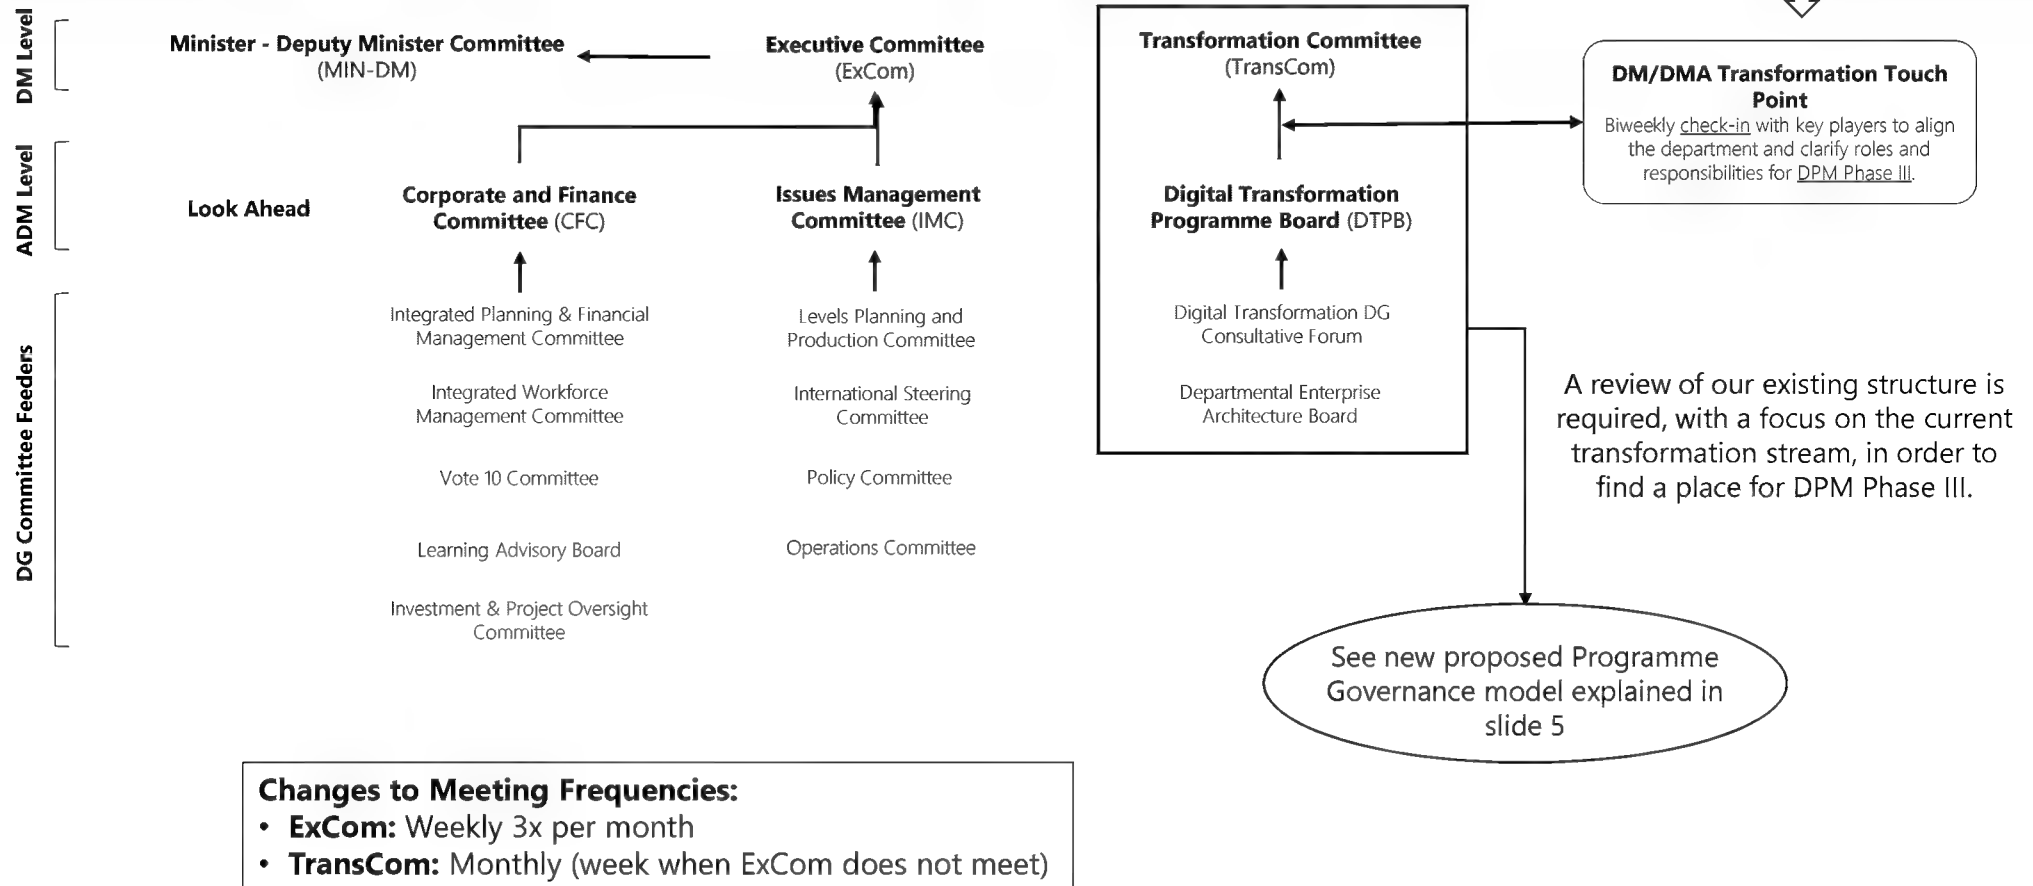 DM Level
Minister - Deputy Minister Committee
(MIN-DM)
Executive Committee
(ExCom)
Transformation Committee
(TransCom)
DM/DMA Transformation Touch
Point
Biweekly check-in with key players to align
the department and clarify roles and
responsibilities for DPM Phase III.
ADM Level
Look Ahead
Corporate and Finance
Committee (CFC)
Issues Management
Committee (IMC)
Digital Transformation
Programme Board (DTPB)
DG Committee Feeders
Integrated Planning & Financial
Management Committee
Integrated Workforce
Management Committee
Vote 10 Committee
Learning Advisory Board
Investment & Project Oversight
Committee
Levels Planning and
Production Committee
International Steering
Committee
Policy Committee
Operations Committee
Digital Transformation DG
Consultative Forum
Departmental Enterprise
Architecture Board
A review of our existing structure is
required, with a focus on the current
transformation stream, in order to
find a place for DPM Phase III.
See new proposed Programme
Governance model explained in
slide 5
Changes to Meeting Frequencies:
• ExCom: Weekly 3x per month
• TransCom: Monthly (week when ExCom does not meet)